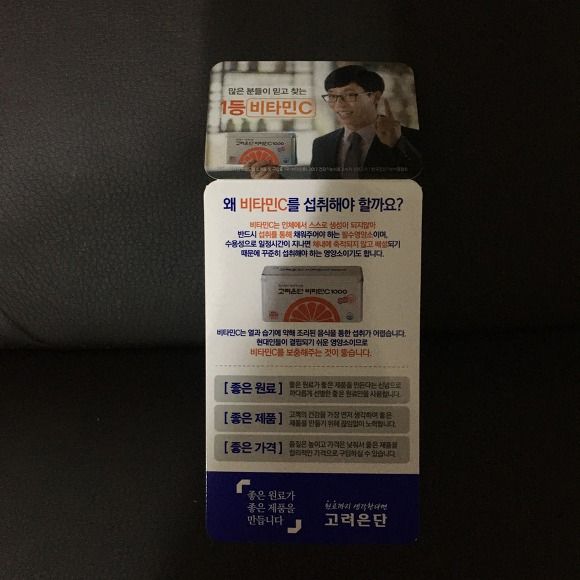 많은 분들이 믿고 찾는
1등 비타민C
고려은단 비타민C 1000
왜 비타민C를 섭취해야 할까요?
비타민C는 인체에서 스스로 생성이 되지않아
반드시 섭취를 통해 채워주어야 하는 필수영양소이며,
수용성으로 일정시간이 지나면 체내에 축적되지 않고 배설되기
때문에 꾸준히 섭취해야 하는 영양소이기도 합니다.
고려은단 비타민C 1000
비타민C는 열과 습기에 약해 조리된 음식을 통한 섭취가 어렵습니다.
현대인들이 결핍되기 쉬운 영양소이므로
비타민C를 보충해주는 것이 좋습니다.
[좋은 원료] 좋은 원료가 좋은 제품을 만든다는 신념으로
까다롭게 선별한 좋은 원료만을 사용합니다.
[좋은 제품] 고객의 건강을 가장 먼저 생각하며 좋은
제품을 만들기 위해 끊임없이 노력합니다.
[좋은 가격] 품질은 높이고 가격은 낮춰서 좋은 제품을
합리적인 가격으로 구입하실 수 있습니다.
좋은 원료가
좋은 제품을
만듭니다
원료까지 생각한다면
고려은단